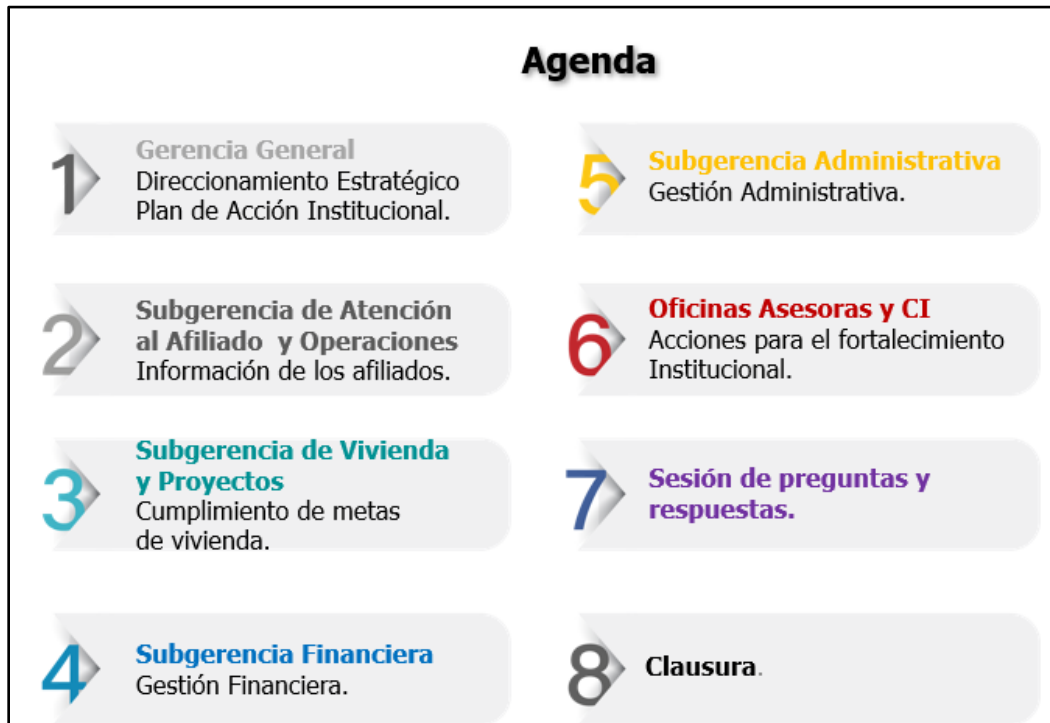 Agenda
1
Gerencia General
Direccionamiento Estratégico
Plan de Acción Institucional.
2
Subgerencia de Atención
al Afiliado y Operaciones
Información de los afiliados.
3
Subgerencia de Vivienda
y Proyectos
Cumplimiento de metas
de vivienda.
4
Subgerencia Financiera
Gestión Financiera.
5
Subgerencia Administrativa
Gestión Administrativa.
6
Oficinas Asesoras y CI
Acciones para el fortalecimiento
Institucional.
7
Sesión de preguntas y
respuestas.
8
Clausura.